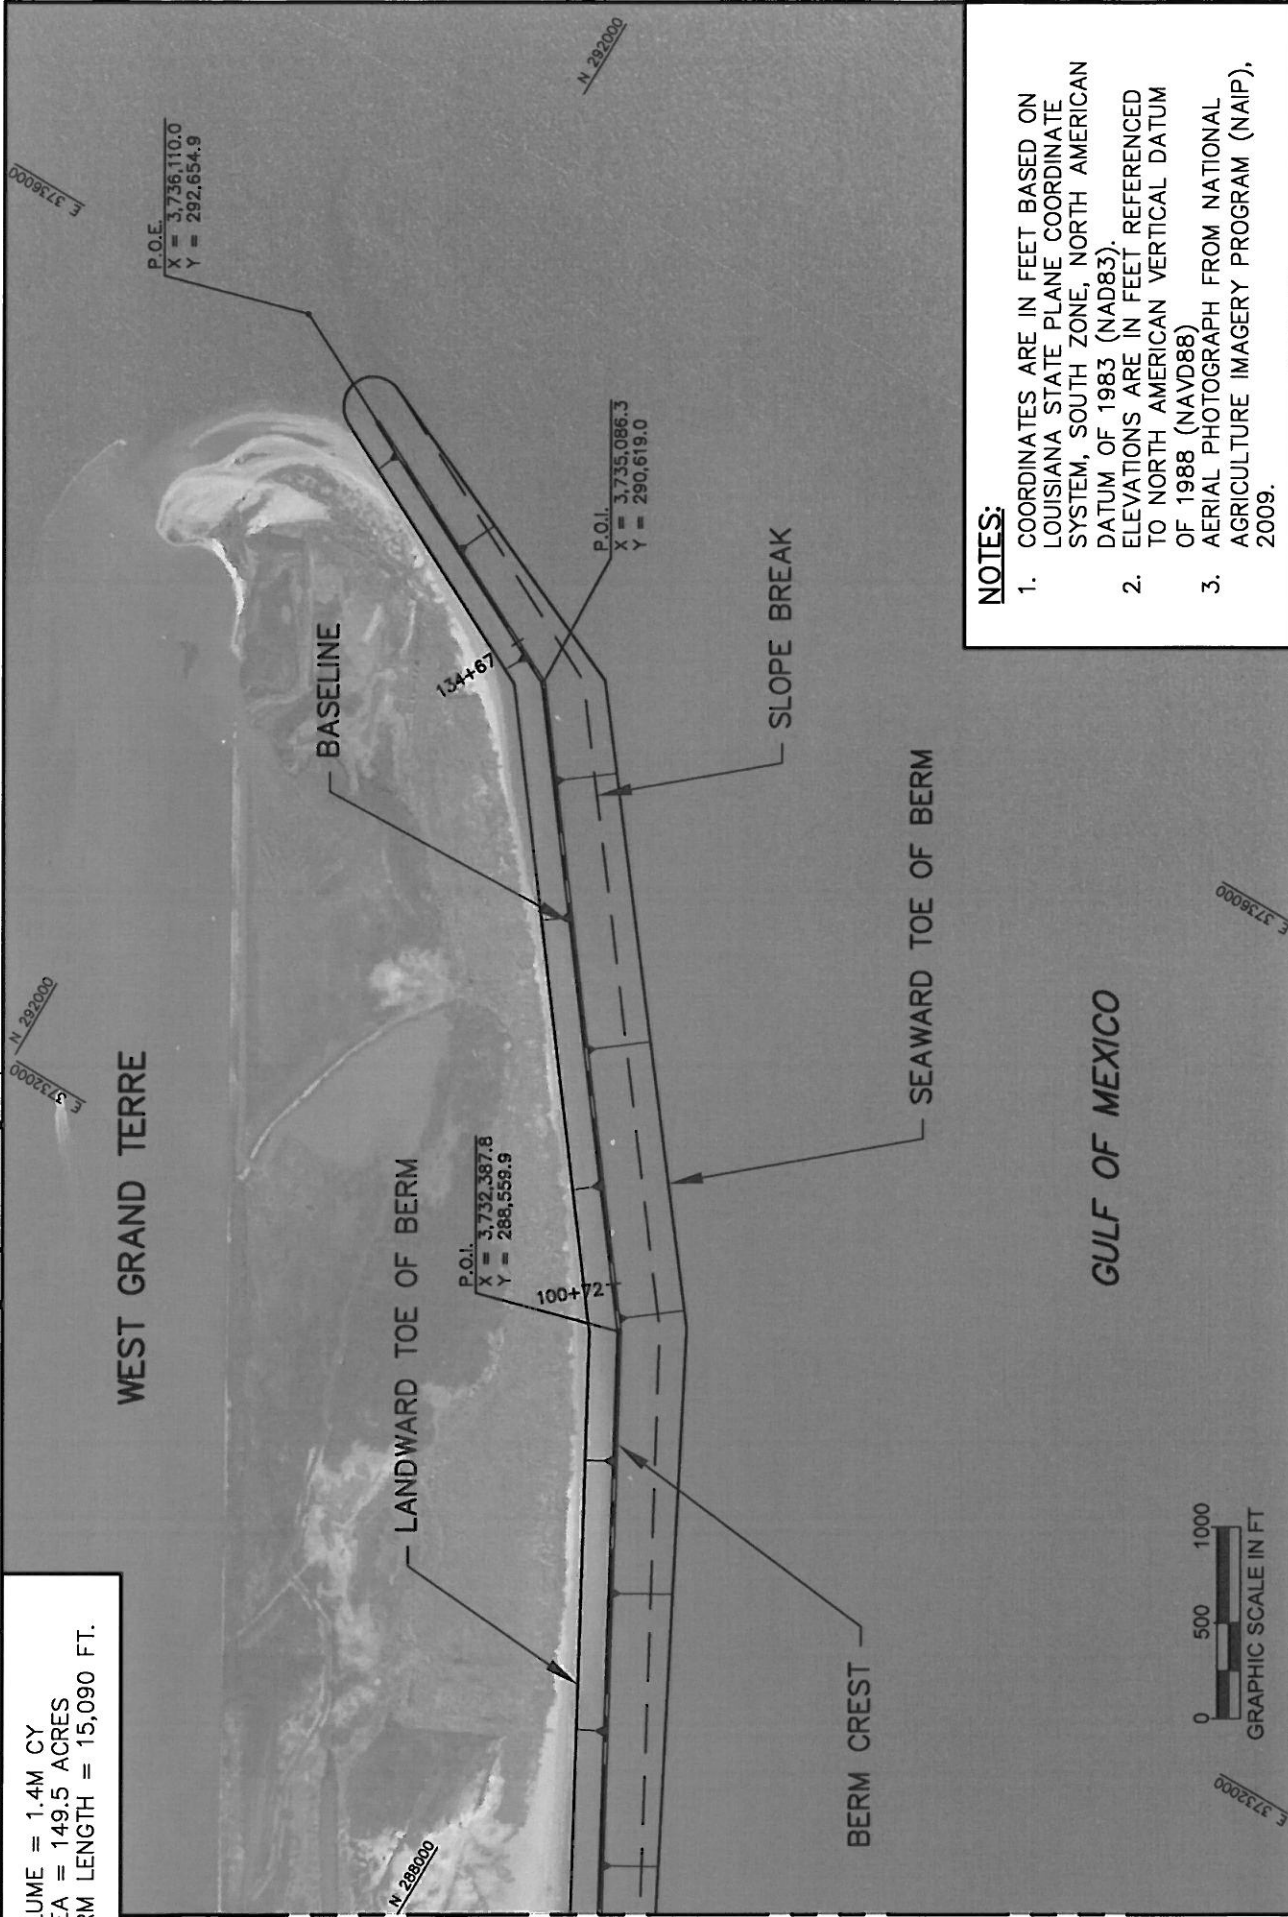 LUME = 1.4M CY
EA = 149.5 ACRES
RM LENGTH = 15,090 FT.
N 292000
E 3732000
E 3736000
WEST GRAND TERRE
P.O.E.
X = 3,736,110.0
Y = 292,654.9
N 292000
BASELINE
LANDWARD TOE OF BERM
P.O.I.
X = 3,732,387.8
Y = 288,559.9
100+72
134+67
P.O.I.
X = 3,735,086.3
Y = 290,619.0
N 288000
SLOPE BREAK
SEAWARD TOE OF BERM
BERM CREST
GULF OF MEXICO
E 3732000
E 3736000
0 500 1000
GRAPHIC SCALE IN FT
NOTES:
1. COORDINATES ARE IN FEET BASED ON
LOUISIANA STATE PLANE COORDINATE
SYSTEM, SOUTH ZONE, NORTH AMERICAN
DATUM OF 1983 (NAD83).
2. ELEVATIONS ARE IN FEET REFERENCED
TO NORTH AMERICAN VERTICAL DATUM
OF 1988 (NAVD88)
3. AERIAL PHOTOGRAPH FROM NATIONAL
AGRICULTURE IMAGERY PROGRAM (NAIP),
2009.